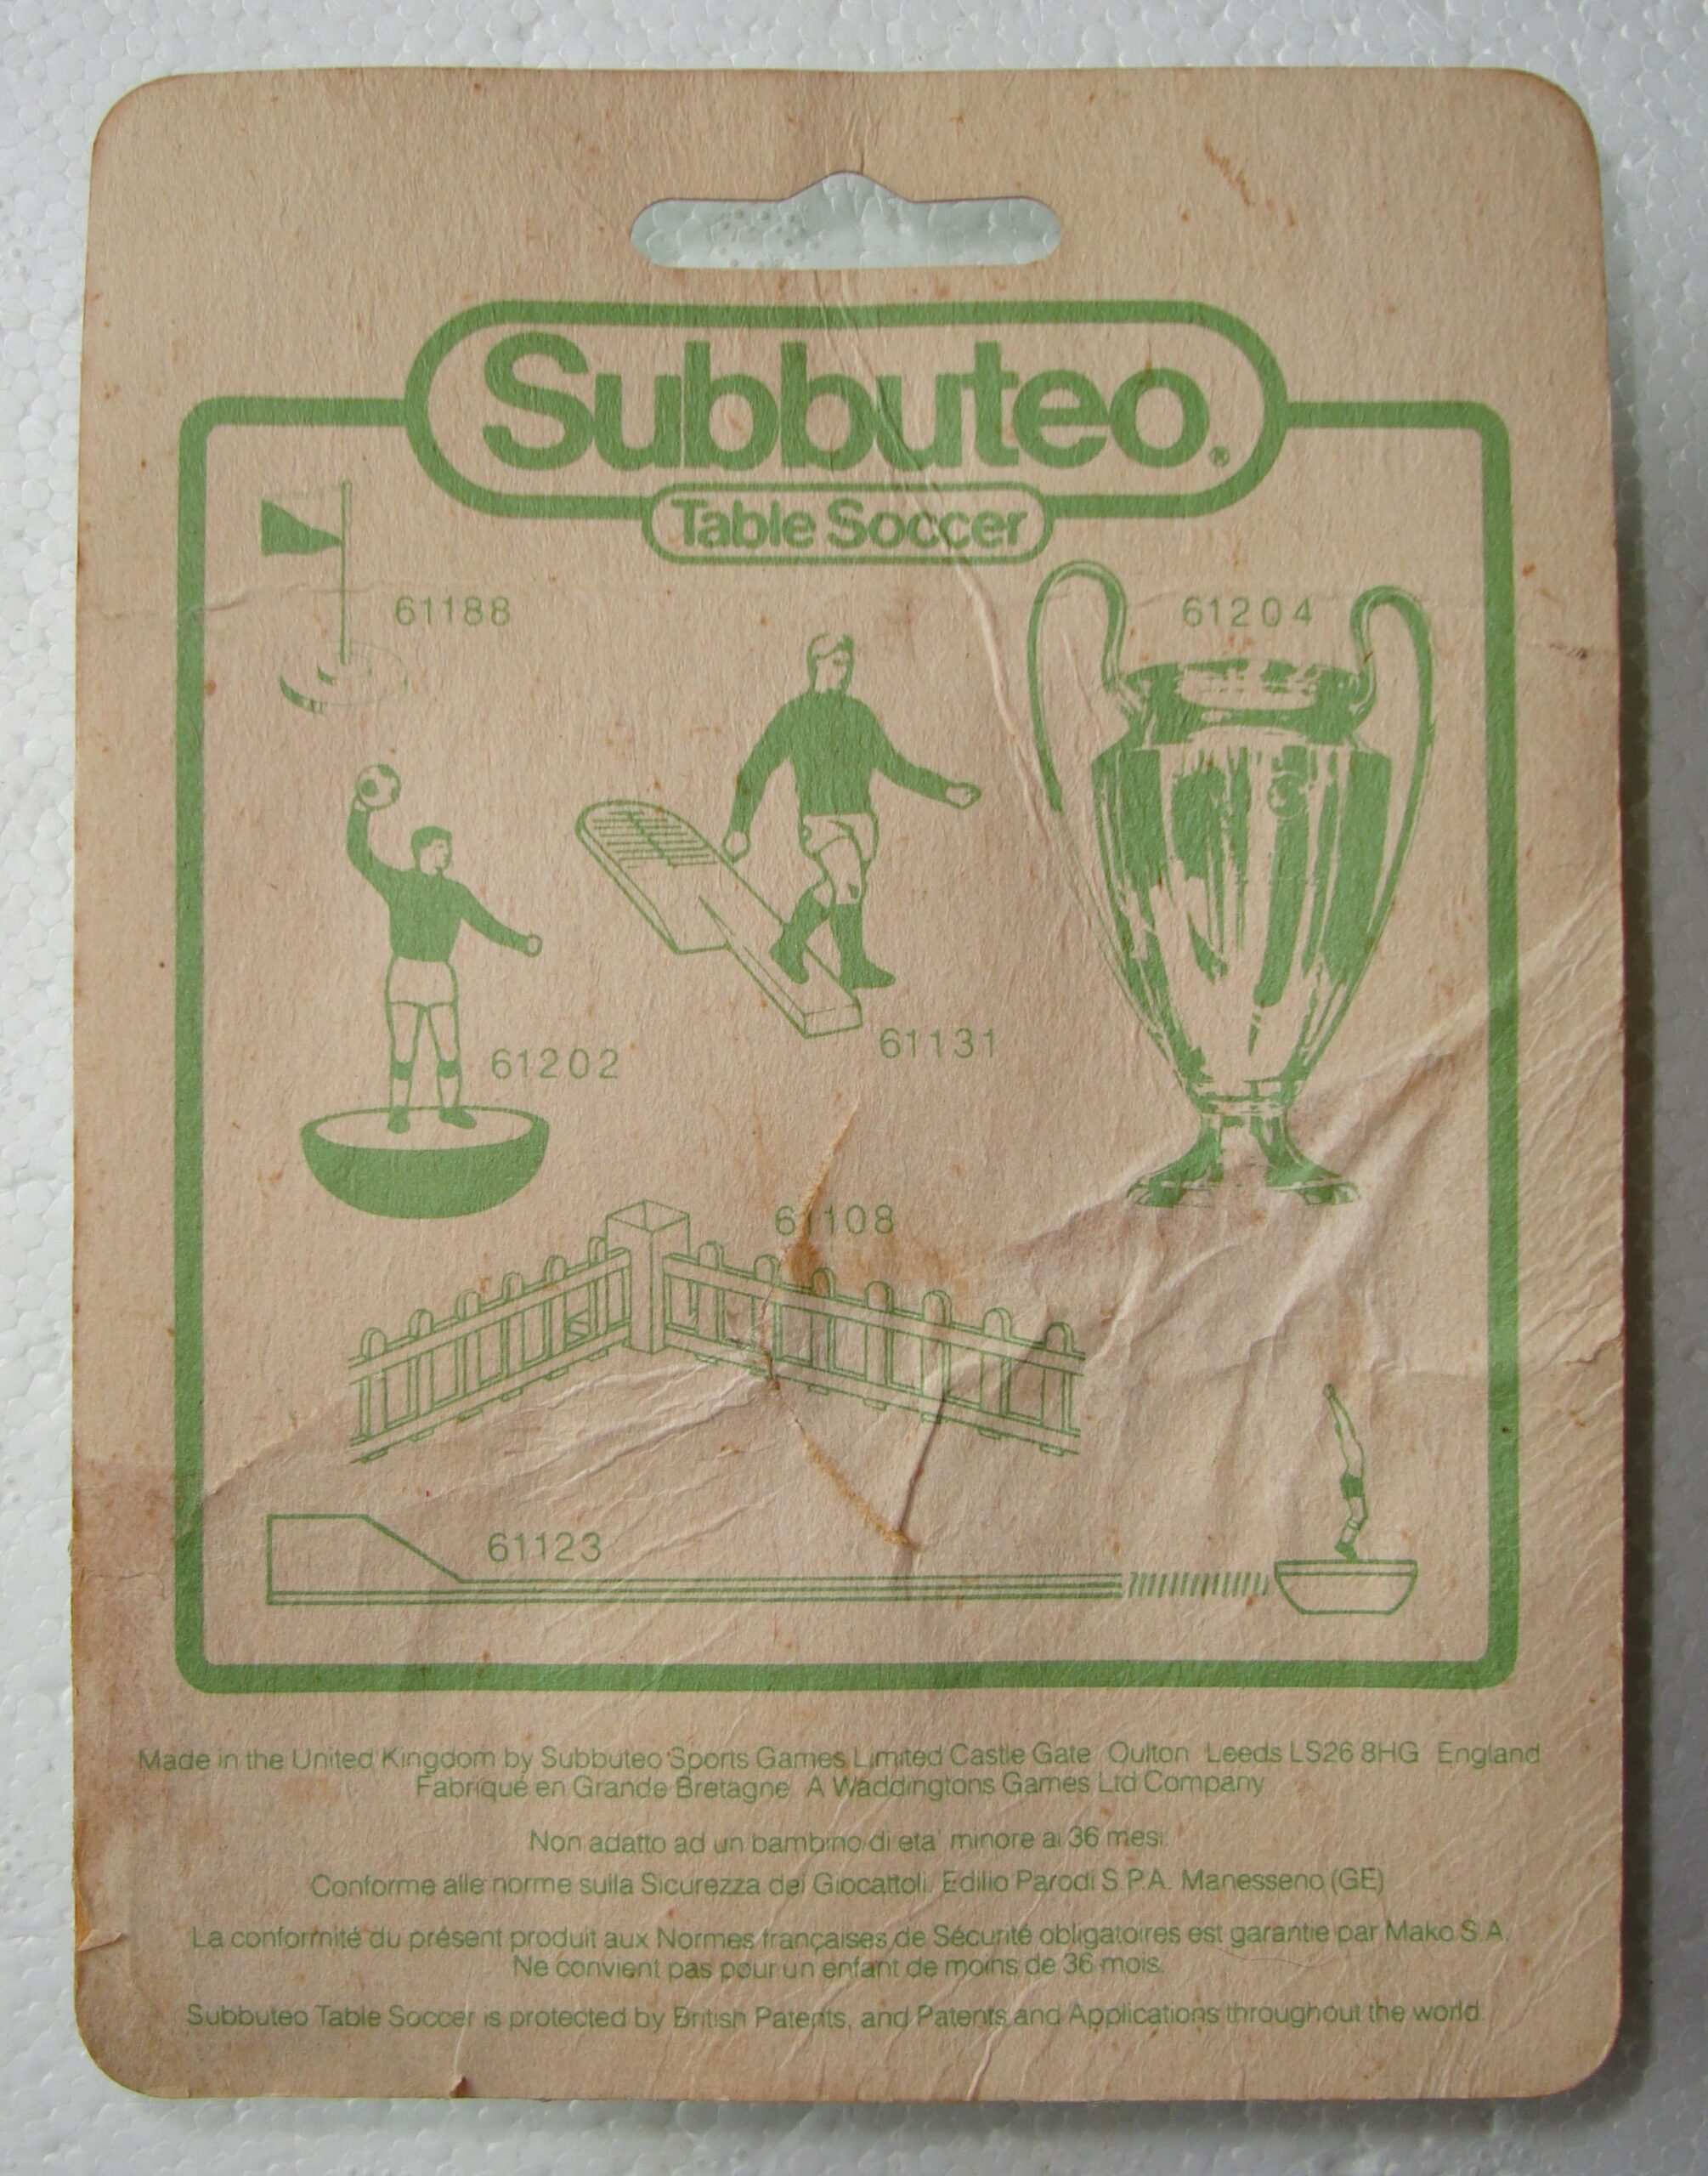 Subbuteo®
Table Soccer
61188
61204
61202
61131
61108
61123
Made in the United Kingdom by Subbuteo Sports Games Limited Castle Gate Oulton Leeds LS26 8HG England
Fabriqué en Grande Bretagne A Waddingtons Games Ltd Company
Non adatto ad un bambino di eta' minore ai 36 mesi.
Conforme alle norme sulla Sicurezza dei Giocattoli. Edilio Parodi S.P.A. Manesseno (GE)
La conformité du présent produit aux Normes françaises de Sécurité obligatoires est garantie par Mako S.A.
Ne convient pas pour un enfant de moins de 36 mois.
Subbuteo Table Soccer is protected by British Patents, and Patents and Applications throughout the world.